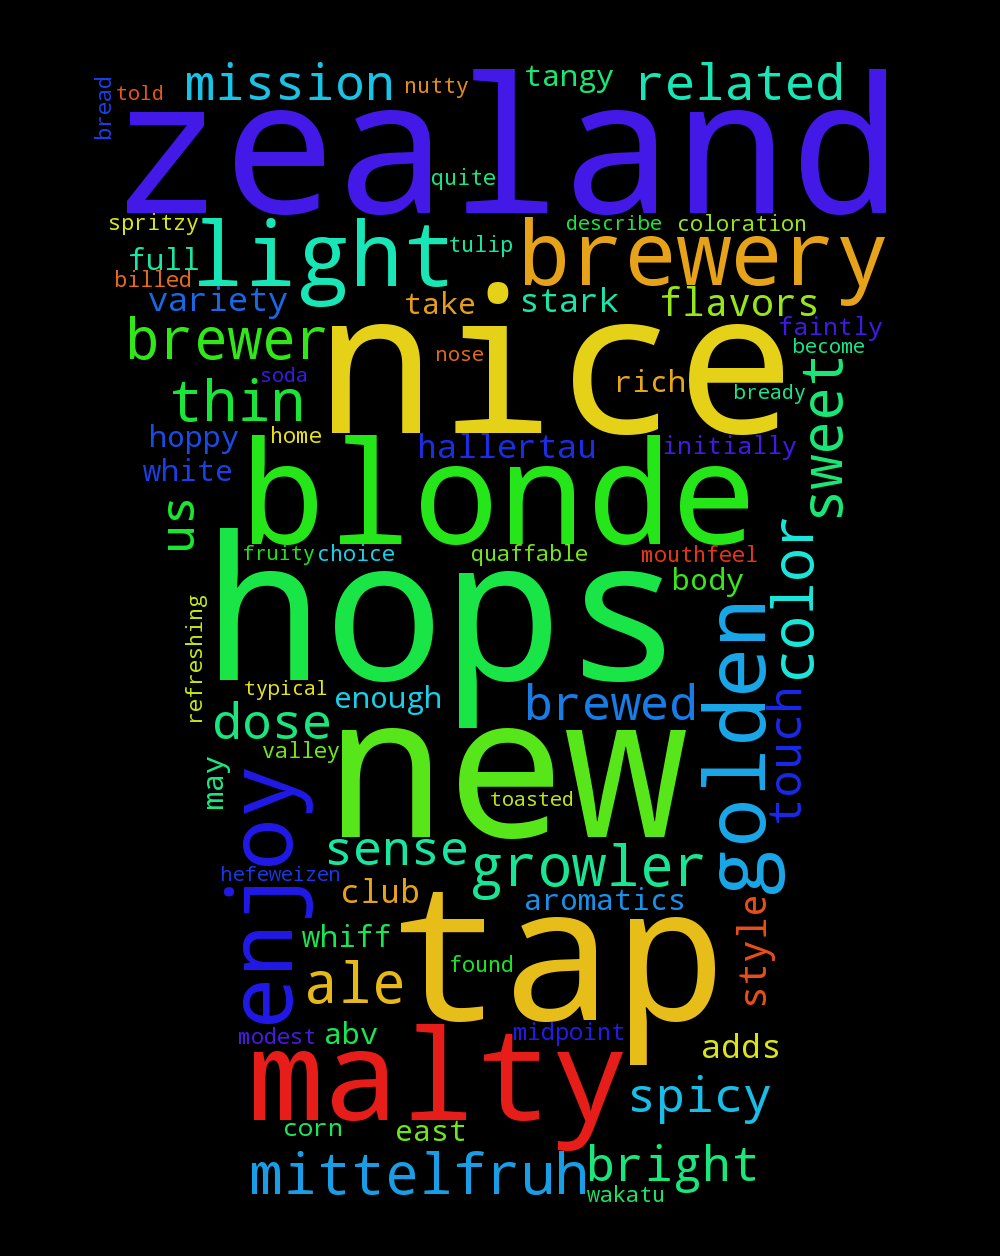 mission nutty tangy related
bread told
zealand
quite
spritzy describe coloration
full light tulip brewery
billed
variety take stark flavors
brewer nice faintly
nose become
thin soda rich bready sweet
hoppy home hallertau initially
white blonde
us
fruity choice quaffable mouthfeel
hops body color
refreshing
typical enough brewed golden
dose touch
valley new
may
enjoy toasted
sense growler g
hefeweizen
club aromatics
whiff tap style
ale found
modest abv midpoint adds
malty spicy
corn east
mittelfruh bright
wakatu